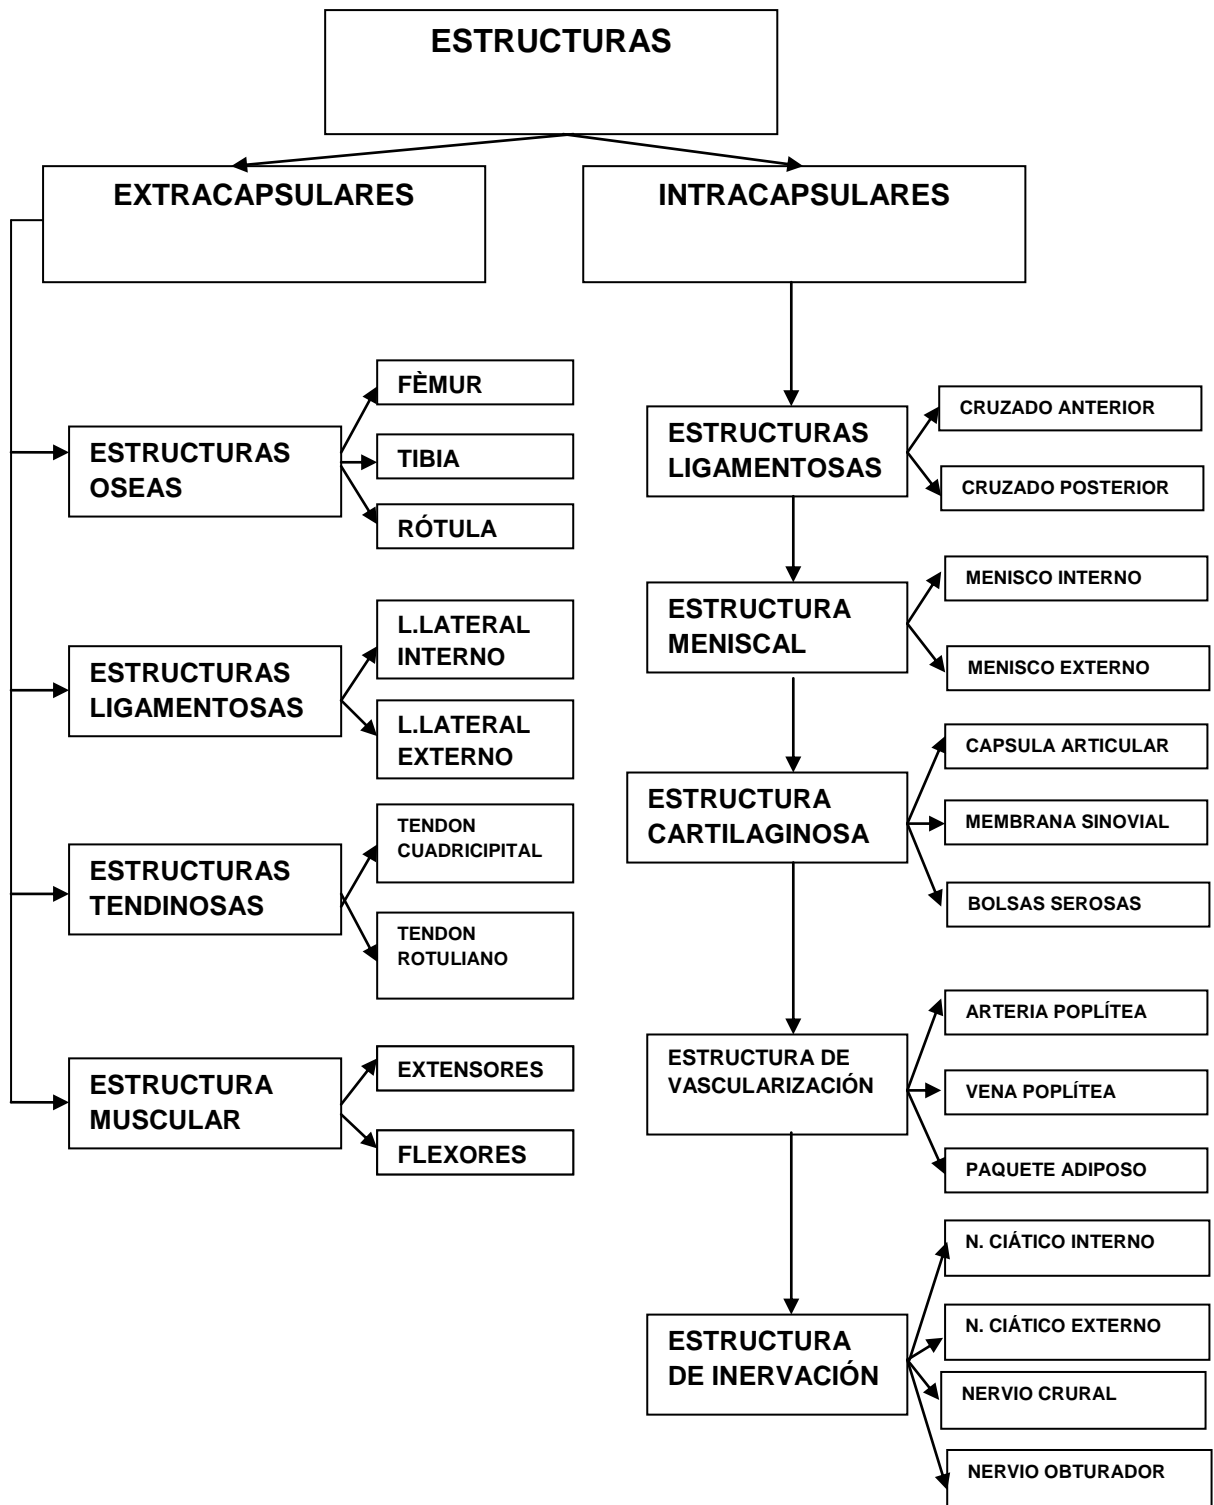 ESTRUCTURAS
EXTRACAPSULARES
INTRACAPSULARES
ESTRUCTURAS
OSEAS
FÈMUR
TIBIA
RÓTULA
ESTRUCTURAS
LIGAMENTOSAS
L.LATERAL
INTERNO
L.LATERAL
EXTERNO
ESTRUCTURAS
TENDINOSAS
TENDON
CUADRICIPITAL
TENDON
ROTULIANO
ESTRUCTURA
MUSCULAR
EXTENSORES
FLEXORES
ESTRUCTURAS
LIGAMENTOSAS
CRUZADO ANTERIOR
CRUZADO POSTERIOR
ESTRUCTURA
MENISCAL
MENISCO INTERNO
MENISCO EXTERNO
ESTRUCTURA
CARTILAGINOSA
CAPSULA ARTICULAR
MEMBRANA SINOVIAL
BOLSAS SEROSAS
ESTRUCTURA DE
VASCULARIZACIÓN
ARTERIA POPLÍTEA
VENA POPLÍTEA
PAQUETE ADIPOSO
ESTRUCTURA
DE INERVACIÓN
N. CIÁTICO INTERNO
N. CIÁTICO EXTERNO
NERVIO CRURAL
NERVIO OBTURADOR